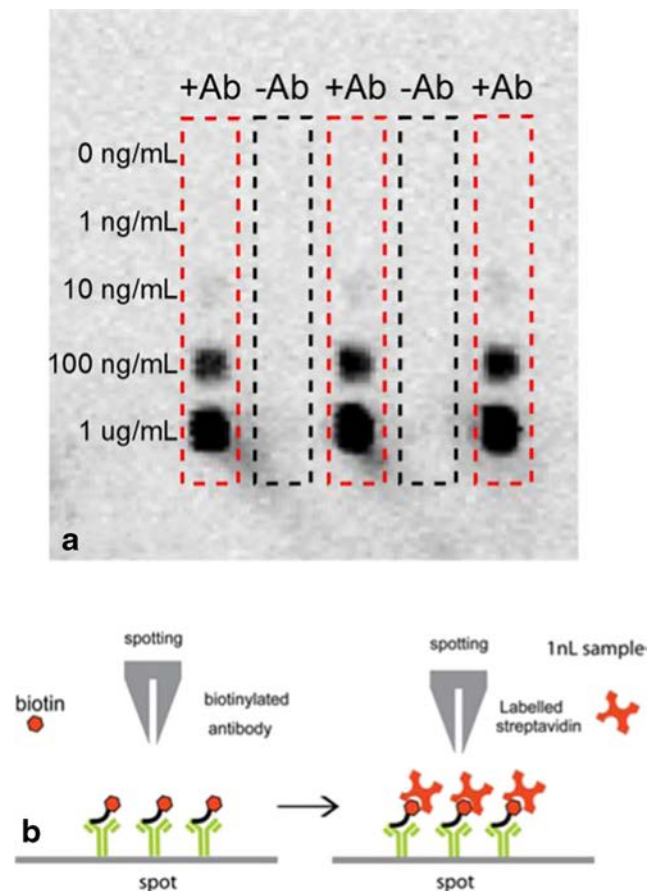 +Ab -Ab +Ab -Ab +Ab
0 ng/mL
1 ng/mL
10 ng/mL
100 ng/mL
1 ug/mL
a
spotting
biotin
biotinylated
antibody
spotting
1nL sample
Labelled
streptavidin
b
spot
spot